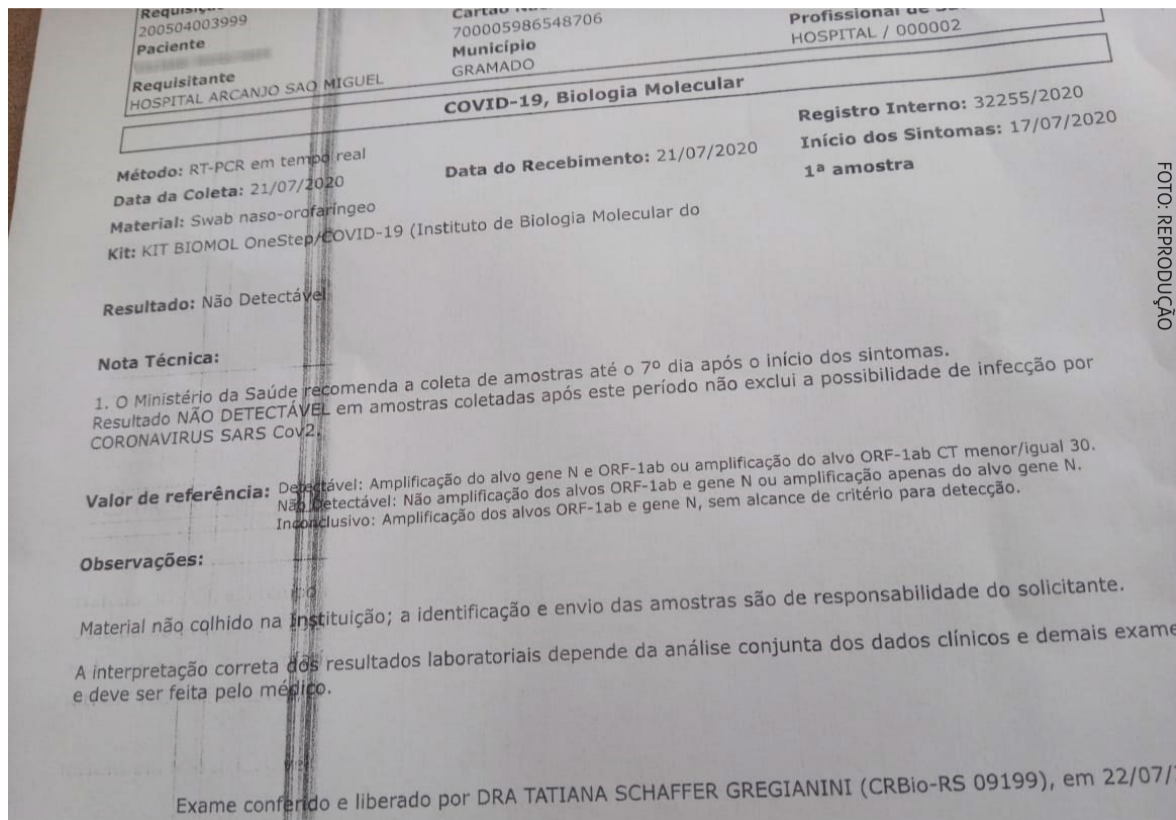 200504003999
Paciente
Requisitante
HOSPITAL ARCANJO SAO MIGUEL
700005986548706
Município
GRAMADO
Profissional
HOSPITAL / 000002
COVID-19, Biologia Molecular
Método: RT-PCR em tempo real
Data da Coleta: 21/07/2020
Material: Swab naso-orofaríngeo
Kit: KIT BIOMOL OneStep/COVID-19 (Instituto de Biologia Molecular do
Data do Recebimento: 21/07/2020
Registro Interno: 32255/2020
Início dos Sintomas: 17/07/2020
1ª amostra
Resultado: Não Detectável
Nota Técnica:
1. O Ministério da Saúde recomenda a coleta de amostras até o 7º dia após o início dos sintomas.
Resultado NÃO DETECTÁVEL em amostras coletadas após este período não exclui a possibilidade de infecção por
CORONAVIRUS SARS Cov2.
Valor de referência: Detectável: Amplificação do alvo gene N e ORF-1ab ou amplificação do alvo ORF-1ab CT menor/igual 30.
Não Detectável: Não amplificação dos alvos ORF-1ab e gene N ou amplificação apenas do alvo gene N.
Inconclusivo: Amplificação dos alvos ORF-1ab e gene N, sem alcance de critério para detecção.
Observações:
Material não colhido na Instituição; a identificação e envio das amostras são de responsabilidade do solicitante.
A interpretação correta dos resultados laboratoriais depende da análise conjunta dos dados clínicos e demais exame
e deve ser feita pelo médico.
Exame conferido e liberado por DRA TATIANA SCHAFFER GREGIANINI (CRBio-RS 09199), em 22/07/
FOTO: REPRODUÇÃO